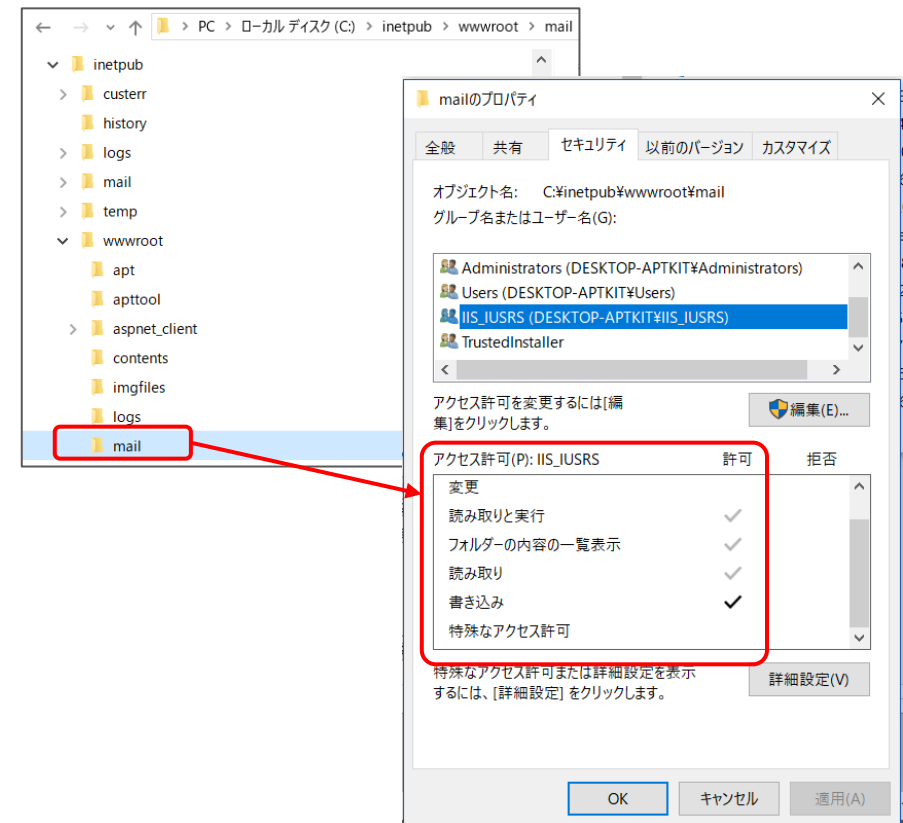 PC > ローカル ディスク (C:) > inetpub > wwwroot > mail
inetpub
custerr
history
logs
mail
temp
wwwroot
apt
apttool
aspnet_client
contents
imgfiles
logs
mail
mailのプロパティ
全般 共有 セキュリティ 以前のバージョン カスタマイズ
オブジェクト名: C:¥inetpub¥wwwroot¥mail
グループ名またはユーザー名(G):
Administrators (DESKTOP-APTKIT¥Administrators)
Users (DESKTOP-APTKIT¥Users)
IIS_IUSRS (DESKTOP-APTKIT¥IIS_IUSRS)
TrustedInstaller
アクセス許可を変更するには[編
集]をクリックします。
編集(E)...
アクセス許可(P): IIS_IUSRS 許可 拒否
変更
読み取りと実行
フォルダーの内容の一覧表示
読み取り
書き込み
特殊なアクセス許可
特殊なアクセス許可または詳細設定を表示
するには、[詳細設定] をクリックします。
詳細設定(V)
OK キャンセル 適用(A)